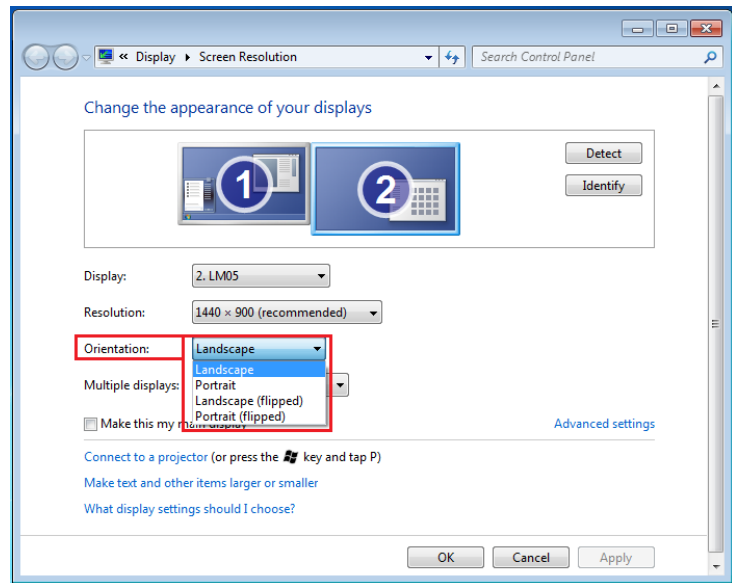 « Display ▸ Screen Resolution
Search Control Panel
Change the appearance of your displays
1
2
Detect
Identify
Display: 2. LM05
Resolution: 1440 × 900 (recommended)
Orientation: Landscape
Landscape
Portrait
Landscape (flipped)
Portrait (flipped)
Multiple displays:
Make this my main display
Advanced settings
Connect to a projector (or press the key and tap P)
Make text and other items larger or smaller
What display settings should I choose?
OK Cancel Apply